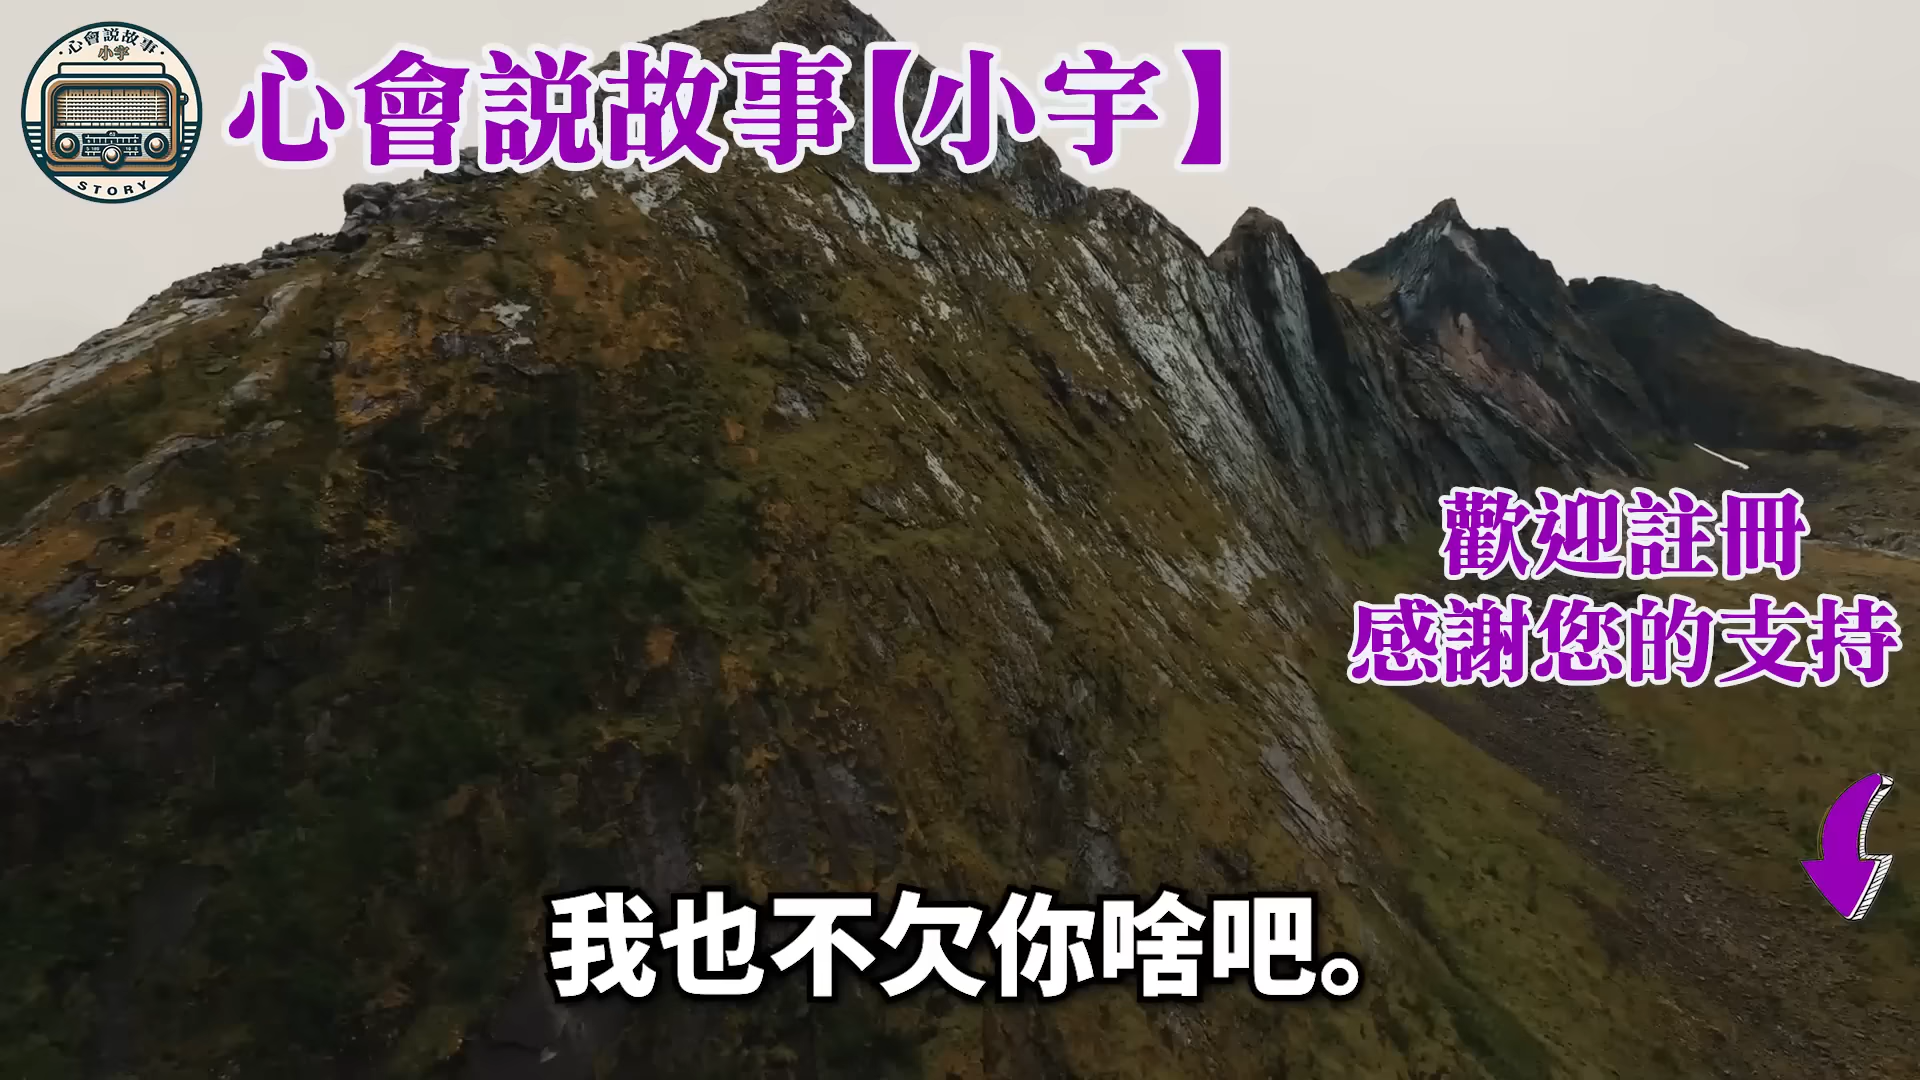 心會説故事
小宇
STORY
心會説故事【小宇】
歡迎註冊
感謝您的支持
我也不欠你啥吧。